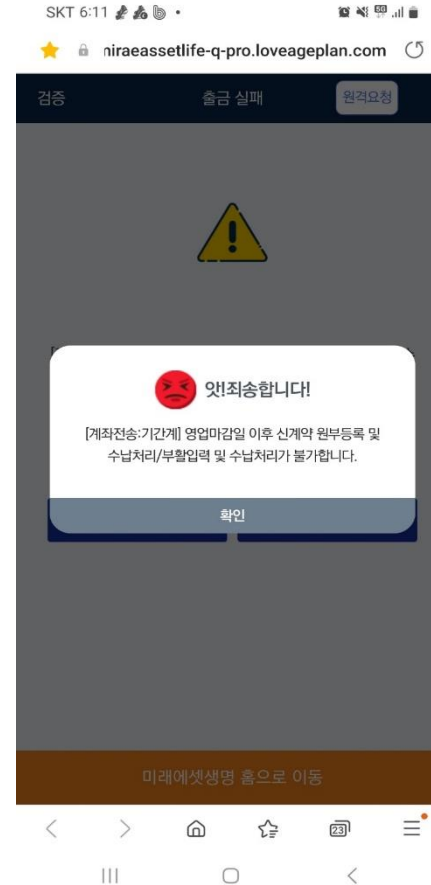 SKT 6:11
miraeassetlife-q-pro.loveageplan.com
검증
출금 실패
원격요청
앗!죄송합니다!
[계좌전송:기간계] 영업마감일 이후 신계약 원부등록 및
수납처리/부활입력 및 수납처리가 불가합니다.
확인
미래에셋생명 홈으로 이동
23